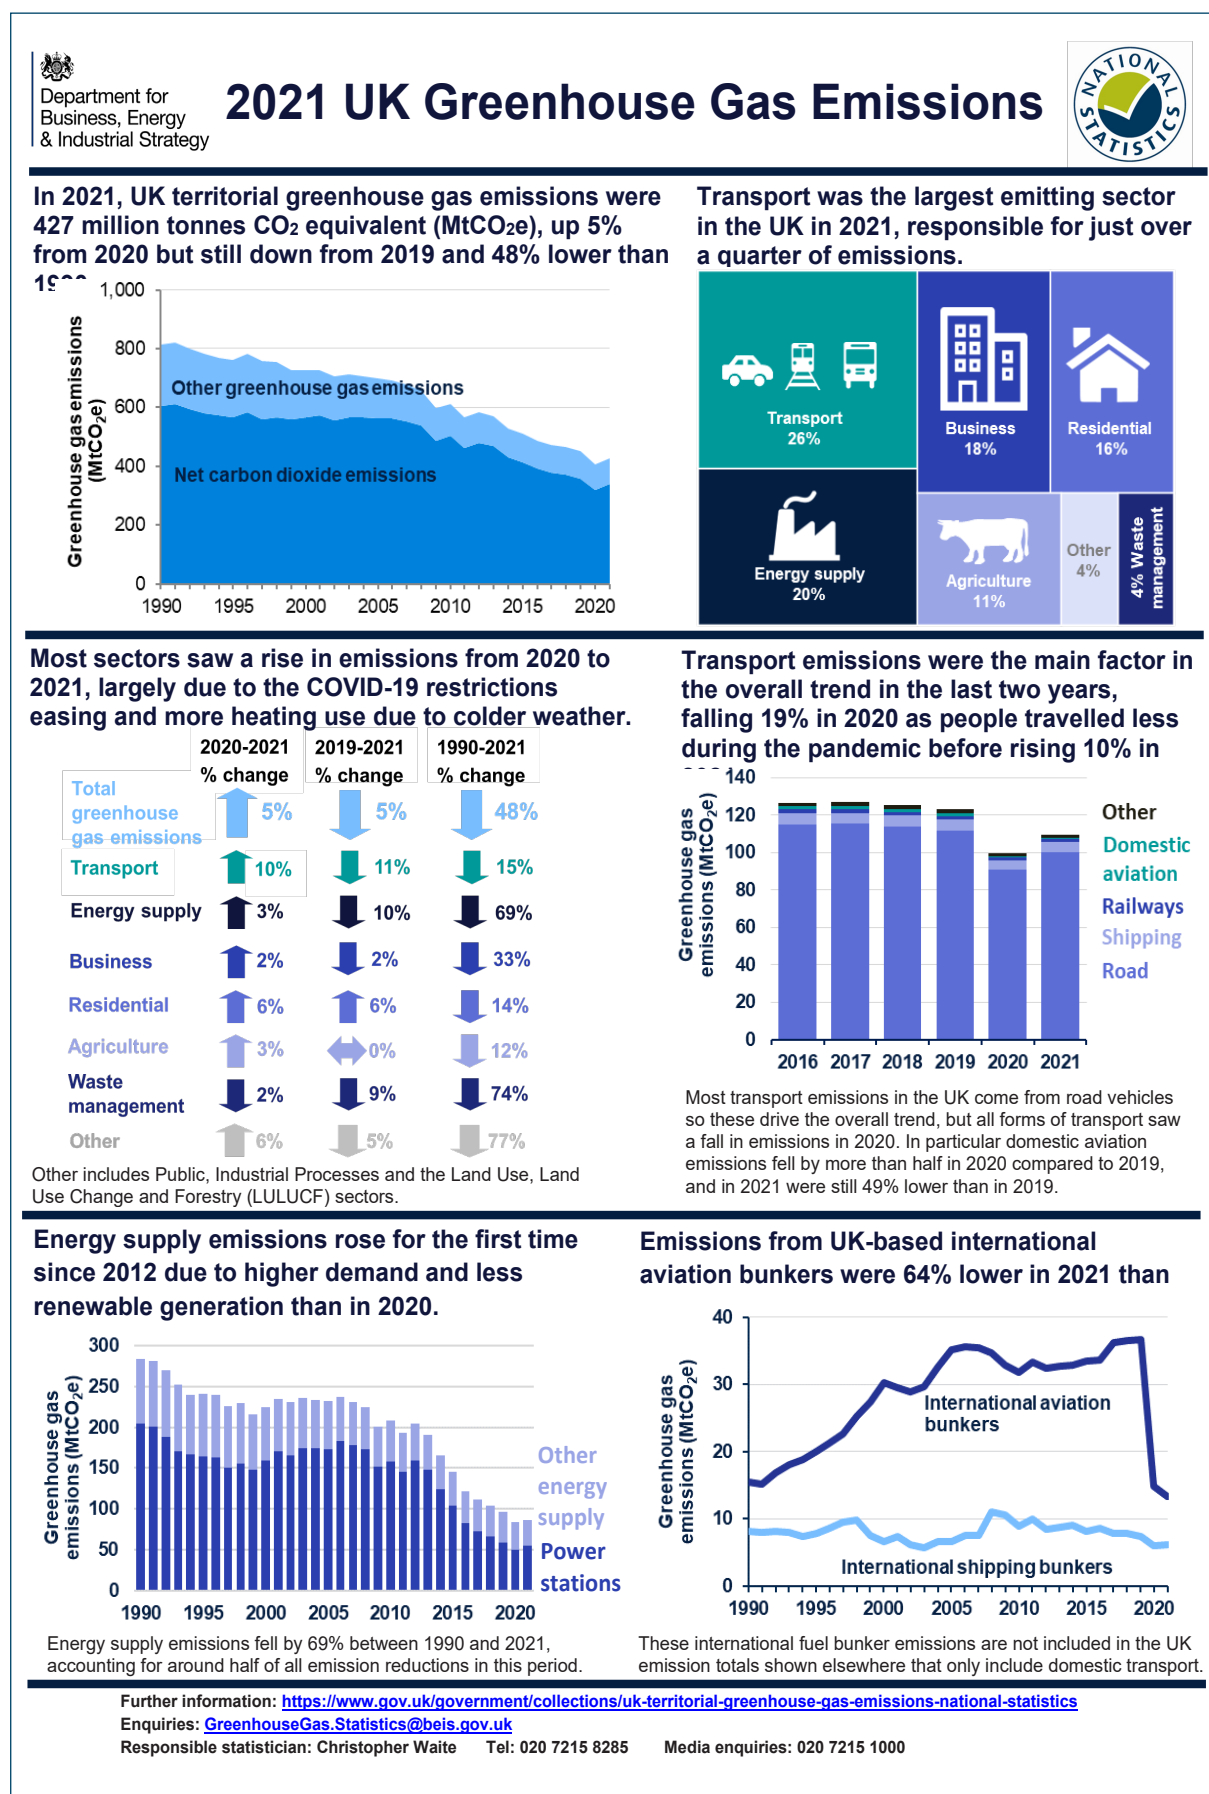 Department for
Business, Energy
& Industrial Strategy
2021 UK Greenhouse Gas Emissions
NATIONAL STATISTICS
In 2021, UK territorial greenhouse gas emissions were
427 million tonnes CO₂ equivalent (MtCO₂e), up 5%
from 2020 but still down from 2019 and 48% lower than
Greenhouse gas emissions
(MtCO₂e)
1,000
800
600
400
200
0
Other greenhouse gas emissions
Net carbon dioxide emissions
1990 1995 2000 2005 2010 2015 2020
Transport was the largest emitting sector
in the UK in 2021, responsible for just over
a quarter of emissions.
Transport
26%
Business
18%
Residential
16%
Energy supply
20%
Agriculture
11%
Other
4%
4% Waste
management
Most sectors saw a rise in emissions from 2020 to
2021, largely due to the COVID-19 restrictions
easing and more heating use due to colder weather.
2020-2021 2019-2021 1990-2021
% change % change % change
Total
greenhouse
gas emissions
5% 5% 48%
Transport 10% 11% 15%
Energy supply 3% 10% 69%
Business 2% 2% 33%
Residential 6% 6% 14%
Agriculture 3% 0% 12%
Waste
management
2% 9% 74%
Other 6% 5% 77%
Other includes Public, Industrial Processes and the Land Use, Land
Use Change and Forestry (LULUCF) sectors.
Transport emissions were the main factor in
the overall trend in the last two years,
falling 19% in 2020 as people travelled less
during the pandemic before rising 10% in
Greenhouse gas
emissions (MtCO₂e)
140
120
100
80
60
40
20
0
2016 2017 2018 2019 2020 2021
Other
Domestic
aviation
Railways
Shipping
Road
Most transport emissions in the UK come from road vehicles
so these drive the overall trend, but all forms of transport saw
a fall in emissions in 2020. In particular domestic aviation
emissions fell by more than half in 2020 compared to 2019,
and in 2021 were still 49% lower than in 2019.
Energy supply emissions rose for the first time
since 2012 due to higher demand and less
renewable generation than in 2020.
Greenhouse gas
emissions (MtCO₂e)
300
250
200
150
100
50
0
1990 1995 2000 2005 2010 2015 2020
Other
energy
supply
Power
stations
Energy supply emissions fell by 69% between 1990 and 2021,
accounting for around half of all emission reductions in this period.
Emissions from UK-based international
aviation bunkers were 64% lower in 2021 than
Greenhouse gas
emissions (MtCO₂e)
40
30
20
10
0
International aviation
bunkers
International shipping bunkers
1990 1995 2000 2005 2010 2015 2020
These international fuel bunker emissions are not included in the UK
emission totals shown elsewhere that only include domestic transport.
Further information: https://www.gov.uk/government/collections/uk-territorial-greenhouse-gas-emissions-national-statistics
Enquiries: GreenhouseGas.Statistics@beis.gov.uk
Responsible statistician: Christopher Waite Tel: 020 7215 8285 Media enquiries: 020 7215 1000